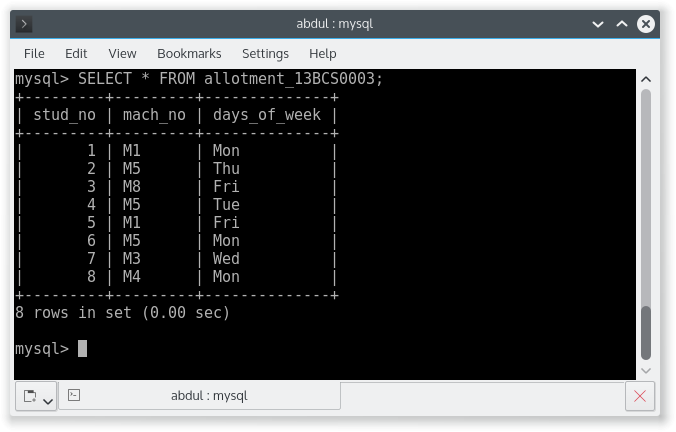 abdul : mysql
File Edit View Bookmarks Settings Help
mysql> SELECT * FROM allotment_13BCS0003;
+---------+---------+--------------+
| stud_no | mach_no | days_of_week |
+---------+---------+--------------+
|       1 | M1      | Mon          |
|       2 | M5      | Thu          |
|       3 | M8      | Fri          |
|       4 | M5      | Tue          |
|       5 | M1      | Fri          |
|       6 | M5      | Mon          |
|       7 | M3      | Wed          |
|       8 | M4      | Mon          |
+---------+---------+--------------+
8 rows in set (0.00 sec)
mysql>
abdul : mysql